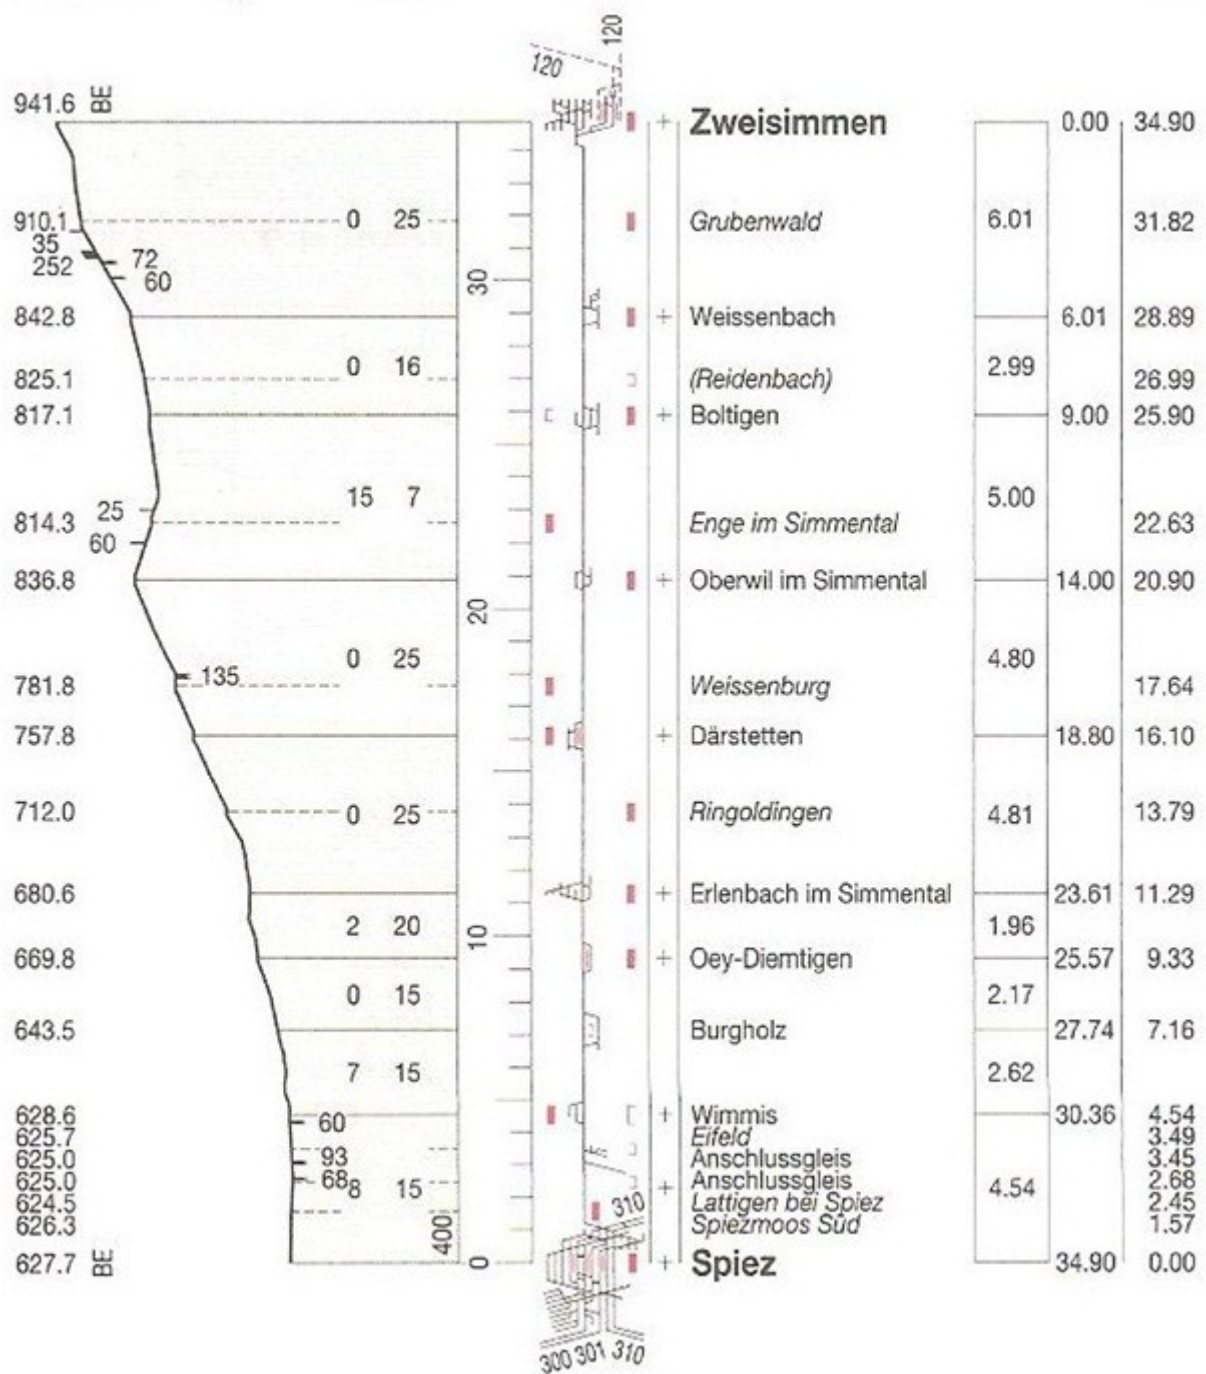 120
120
941.6 BE Zweisimmen 0.00 34.90
910.1 0 25 Grubenwald 6.01 31.82
35
252 72
60
30
842.8 Weissenbach 6.01 28.89
0 16 2.99
825.1 (Reidenbach) 26.99
817.1 Boltigen 9.00 25.90
15 7 5.00
25
814.3 Enge im Simmental 22.63
60
836.8 Oberwil im Simmental 14.00 20.90
20
0 25 4.80
135
781.8 Weissenburg 17.64
757.8 Därstetten 18.80 16.10
712.0 0 25 Ringoldingen 4.81 13.79
680.6 Erlenbach im Simmental 23.61 11.29
2 20 10 1.96
669.8 Oey-Diemtigen 25.57 9.33
0 15 2.17
643.5 Burgholz 27.74 7.16
7 15 2.62
628.6 60 Wimmis 30.36 4.54
625.7 Eifeld 3.49
625.0 93 Anschlussgleis 3.45
625.0 68 Anschlussgleis 2.68
8 15 4.54
624.5 Lattigen bei Spiez 2.45
626.3 310 Spiezmoos Süd 1.57
400
627.7 BE 0 Spiez 34.90 0.00
300 301 310